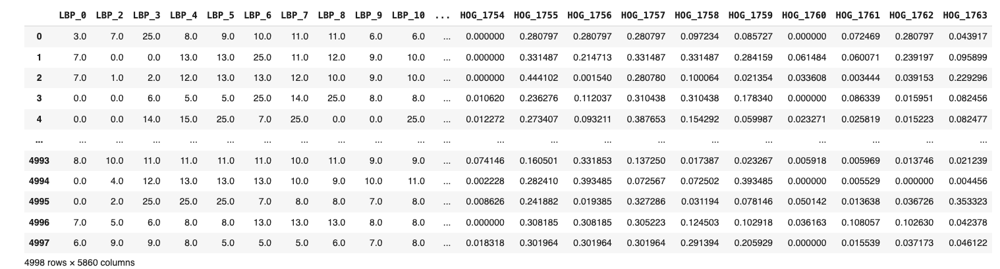 LBP_0 LBP_2 LBP_3 LBP_4 LBP_5 LBP_6 LBP_7 LBP_8 LBP_9 LBP_10 ... HOG_1754 HOG_1755 HOG_1756 HOG_1757 HOG_1758 HOG_1759 HOG_1760 HOG_1761 HOG_1762 HOG_1763
0 3.0 7.0 25.0 8.0 9.0 10.0 11.0 11.0 6.0 6.0 ... 0.000000 0.280797 0.280797 0.280797 0.097234 0.085727 0.000000 0.072469 0.280797 0.043917
1 7.0 0.0 0.0 13.0 13.0 25.0 11.0 12.0 9.0 10.0 ... 0.000000 0.331487 0.214713 0.331487 0.331487 0.284159 0.061484 0.060071 0.239197 0.095899
2 7.0 1.0 2.0 12.0 13.0 13.0 12.0 10.0 9.0 10.0 ... 0.000000 0.444102 0.001540 0.280780 0.100064 0.021354 0.033608 0.003444 0.039153 0.229296
3 0.0 0.0 6.0 5.0 5.0 25.0 14.0 25.0 8.0 8.0 ... 0.010620 0.236276 0.112037 0.310438 0.310438 0.178340 0.000000 0.086339 0.015951 0.082456
4 0.0 0.0 14.0 15.0 25.0 7.0 25.0 0.0 0.0 25.0 ... 0.012272 0.273407 0.093211 0.387653 0.154292 0.059987 0.023271 0.025819 0.015223 0.082477
... ... ... ... ... ... ... ... ... ... ... ... ... ... ... ... ... ... ... ... ... ...
4993 8.0 10.0 11.0 11.0 11.0 11.0 10.0 11.0 9.0 9.0 ... 0.074146 0.160501 0.331853 0.137250 0.017387 0.023267 0.005918 0.005969 0.013746 0.021239
4994 0.0 4.0 12.0 13.0 13.0 13.0 10.0 9.0 10.0 11.0 ... 0.002228 0.282410 0.393485 0.072567 0.072502 0.393485 0.000000 0.005529 0.000000 0.004456
4995 0.0 2.0 25.0 25.0 25.0 7.0 8.0 8.0 7.0 8.0 ... 0.008626 0.241882 0.019385 0.327286 0.031194 0.078146 0.050142 0.013638 0.036726 0.353323
4996 7.0 5.0 6.0 8.0 8.0 13.0 13.0 13.0 8.0 8.0 ... 0.000000 0.308185 0.308185 0.305223 0.124503 0.102918 0.036163 0.108057 0.102630 0.042378
4997 6.0 9.0 9.0 8.0 5.0 5.0 5.0 6.0 7.0 8.0 ... 0.018318 0.301964 0.301964 0.301964 0.291394 0.205929 0.000000 0.015539 0.037173 0.046122
4998 rows × 5860 columns